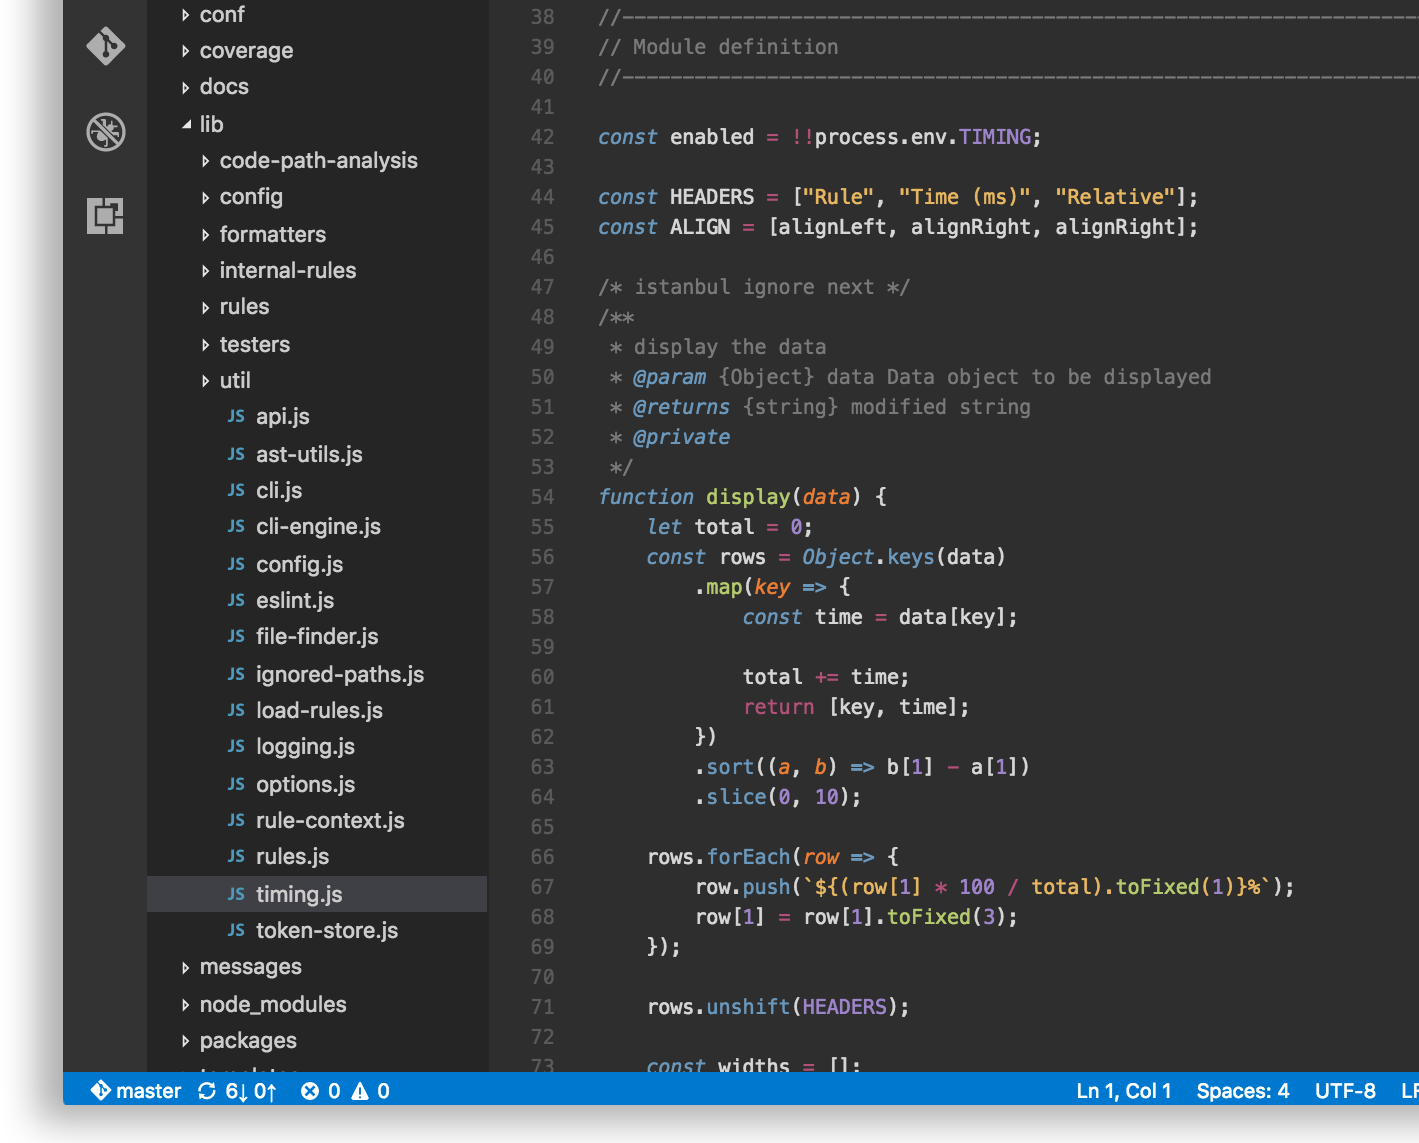 conf
coverage
docs
lib
code-path-analysis
config
formatters
internal-rules
rules
testers
util
JS api.js
JS ast-utils.js
JS cli.js
JS cli-engine.js
JS config.js
JS eslint.js
JS file-finder.js
JS ignored-paths.js
JS load-rules.js
JS logging.js
JS options.js
JS rule-context.js
JS rules.js
JS timing.js
JS token-store.js
messages
node_modules
packages
38 //------------------------------------------------------------------------------
39 // Module definition
40 //------------------------------------------------------------------------------
41
42 const enabled = !!process.env.TIMING;
43
44 const HEADERS = ["Rule", "Time (ms)", "Relative"];
45 const ALIGN = [alignLeft, alignRight, alignRight];
46
47 /* istanbul ignore next */
48 /**
49  * display the data
50  * @param {Object} data Data object to be displayed
51  * @returns {string} modified string
52  * @private
53  */
54 function display(data) {
55     let total = 0;
56     const rows = Object.keys(data)
57         .map(key => {
58             const time = data[key];
59
60             total += time;
61             return [key, time];
62         })
63         .sort((a, b) => b[1] - a[1])
64         .slice(0, 10);
65
66     rows.forEach(row => {
67         row.push(`${(row[1] * 100 / total).toFixed(1)}%`);
68         row[1] = row[1].toFixed(3);
69     });
70
71     rows.unshift(HEADERS);
72
73     const widths = [];
master 6↓ 0↑ 0 0 Ln 1, Col 1 Spaces: 4 UTF-8 LF